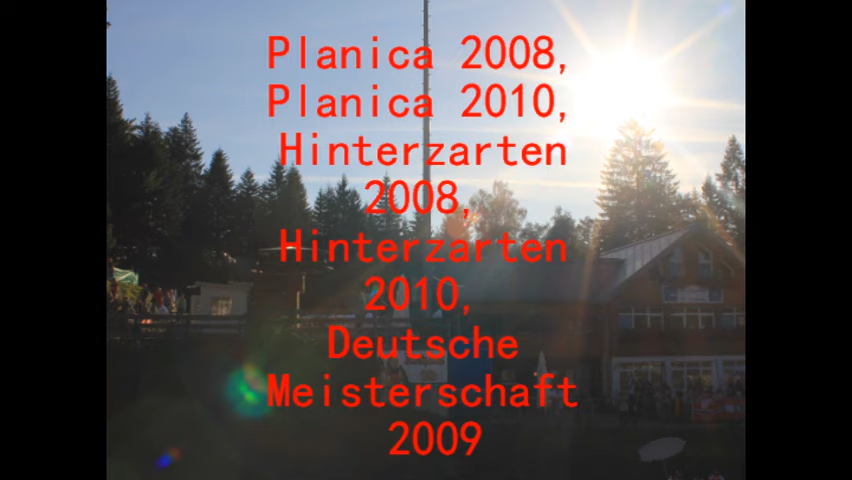 Planica 2008,
Planica 2010,
Hinterzarten
2008,
Hinterzarten
2010,
Deutsche
Meisterschaft
2009